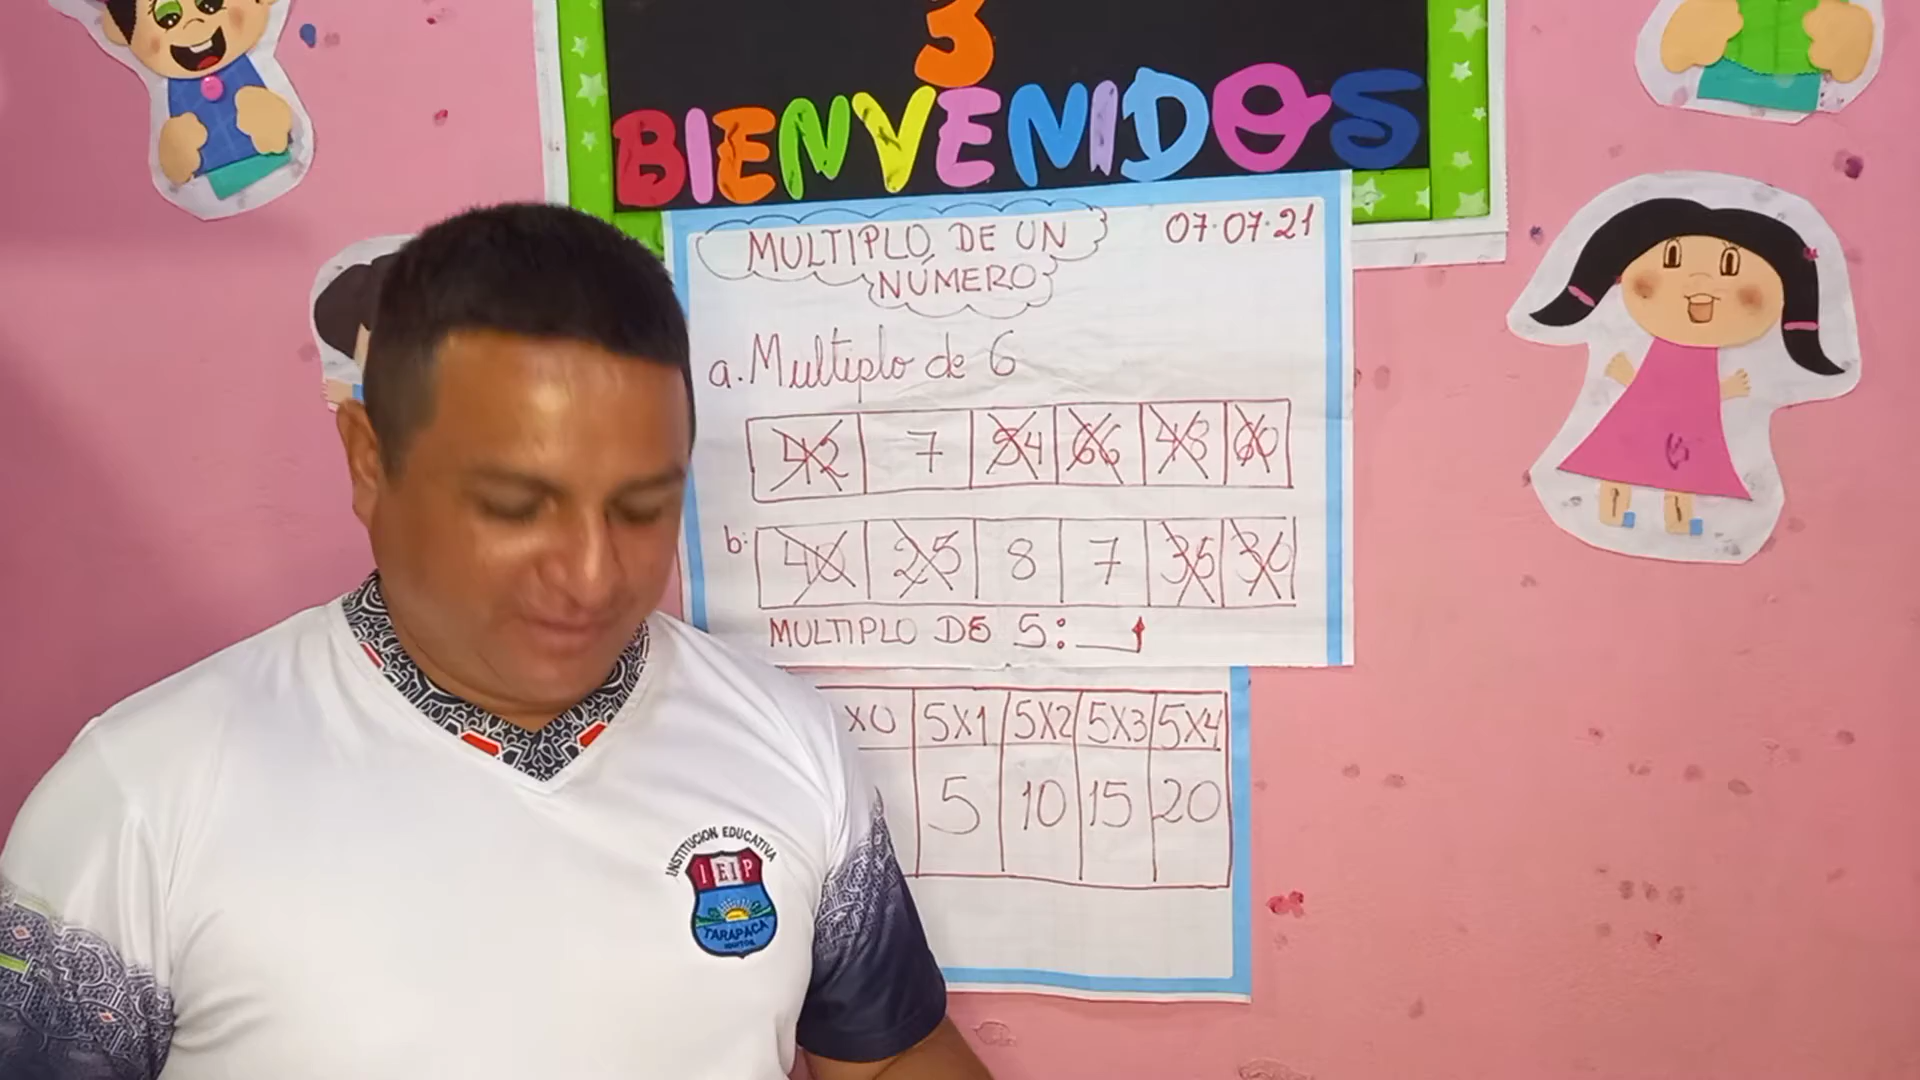 3
BIENVENIDOS
MULTIPLO DE UN
NÚMERO
07·07·21
a. Multiplo de 6
42 7 54 66 48 60
b: 40 25 8 7 35 30
MULTIPLO DE 5:
X0 5X1 5X2 5X3 5X4
5 10 15 20
INSTITUCION EDUCATIVA
IEIP
TARAPACA